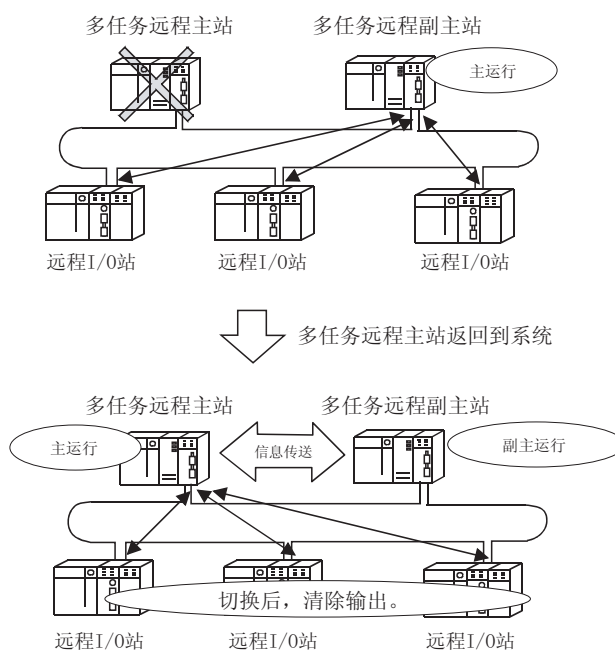 多任务远程主站
多任务远程副主站
主运行
远程I/O站
远程I/O站
远程I/O站
多任务远程主站返回到系统
多任务远程主站
多任务远程副主站
主运行
信息传送
副主运行
切换后，清除输出。
远程I/O站
远程I/O站
远程I/O站